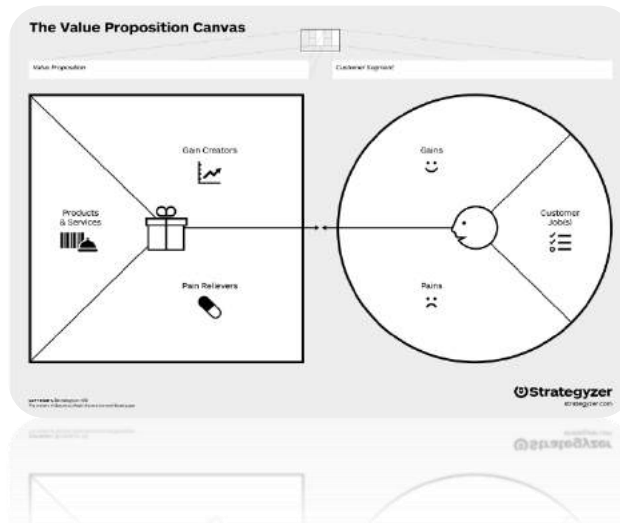 The Value Proposition Canvas
Value Proposition
Customer Segment
Gain Creators
Gains
Products
& Services
Customer
Job(s)
Pain Relievers
Pains
Strategyzer
strategyzer.com